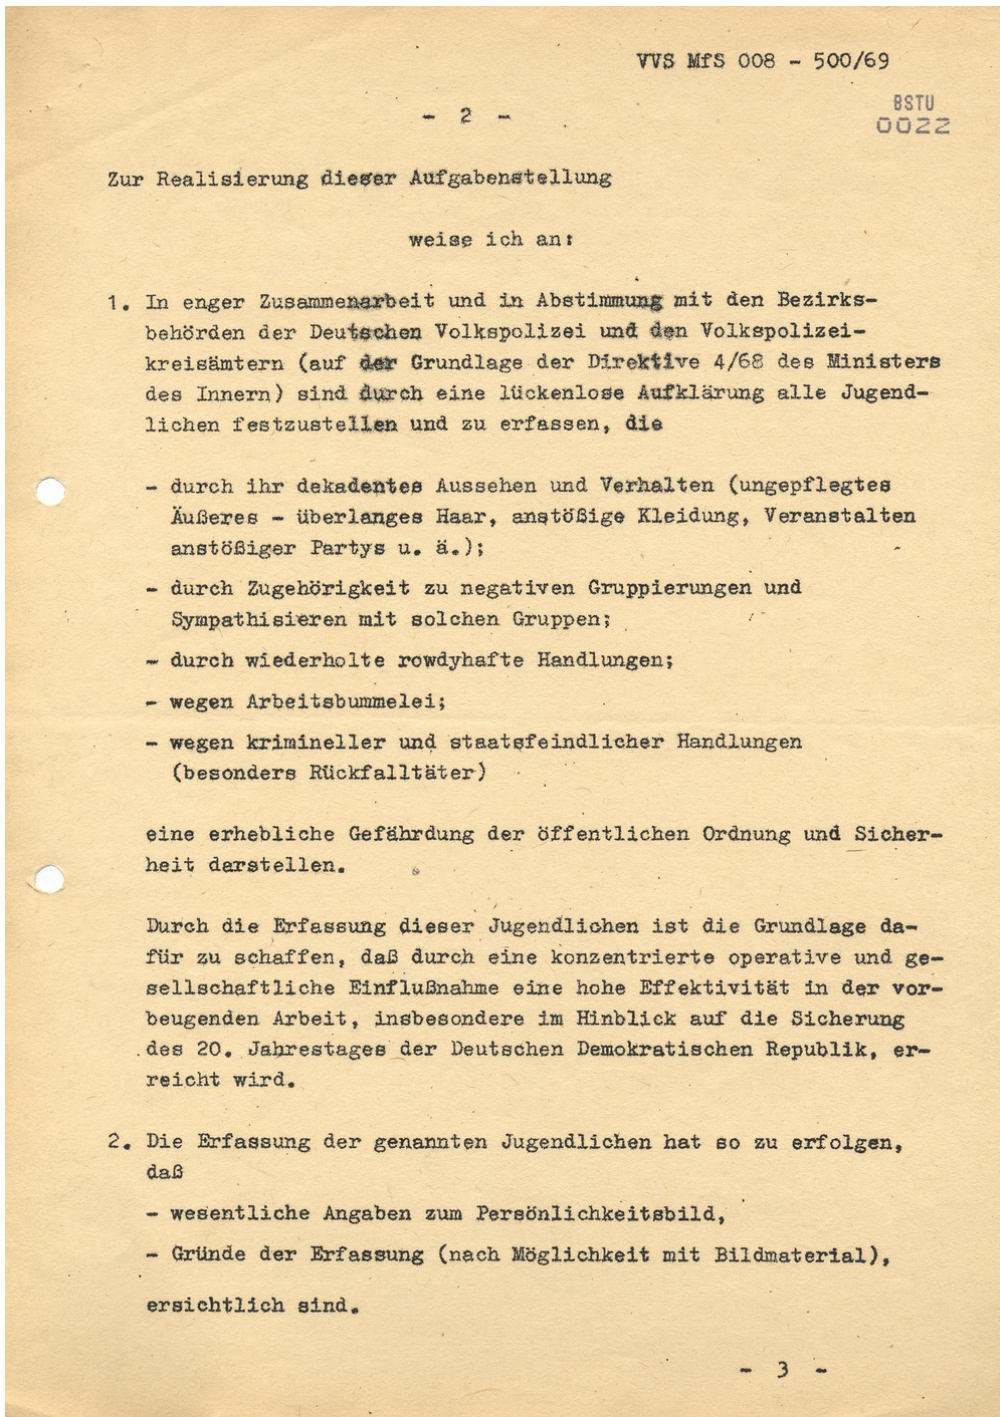 VVS MfS 008 - 500/69
BSTU
0022
- 2 -
Zur Realisierung dieser Aufgabenstellung
weise ich an:
1. In enger Zusammenarbeit und in Abstimmung mit den Bezirks-
behörden der Deutschen Volkspolizei und den Volkspolizei-
kreisämtern (auf der Grundlage der Direktive 4/68 des Ministers
des Innern) sind durch eine lückenlose Aufklärung alle Jugend-
lichen festzustellen und zu erfassen, die
- durch ihr dekadentes Aussehen und Verhalten (ungepflegtes
Äußeres - überlanges Haar, anstößige Kleidung, Veranstalten
anstößiger Partys u. ä.);
- durch Zugehörigkeit zu negativen Gruppierungen und
Sympathisieren mit solchen Gruppen;
- durch wiederholte rowdyhafte Handlungen;
- wegen Arbeitsbummelei;
- wegen krimineller und staatsfeindlicher Handlungen
(besonders Rückfalltäter)
eine erhebliche Gefährdung der öffentlichen Ordnung und Sicher-
heit darstellen.
Durch die Erfassung dieser Jugendlichen ist die Grundlage da-
für zu schaffen, daß durch eine konzentrierte operative und ge-
sellschaftliche Einflußnahme eine hohe Effektivität in der vor-
beugenden Arbeit, insbesondere im Hinblick auf die Sicherung
des 20. Jahrestages der Deutschen Demokratischen Republik, er-
reicht wird.
2. Die Erfassung der genannten Jugendlichen hat so zu erfolgen,
daß
- wesentliche Angaben zum Persönlichkeitsbild,
- Gründe der Erfassung (nach Möglichkeit mit Bildmaterial),
ersichtlich sind.
- 3 -